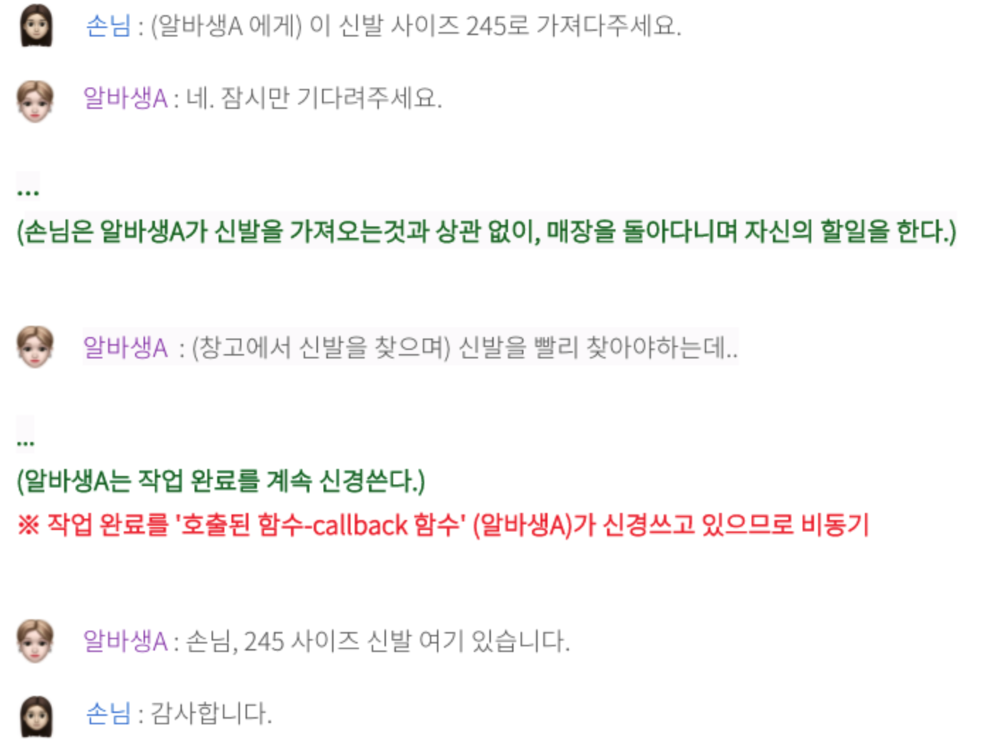 손님 : (알바생A 에게) 이 신발 사이즈 245로 가져다주세요.
알바생A : 네. 잠시만 기다려주세요.
...
(손님은 알바생A가 신발을 가져오는것과 상관 없이, 매장을 돌아다니며 자신의 할일을 한다.)
알바생A : (창고에서 신발을 찾으며) 신발을 빨리 찾아야하는데..
...
(알바생A는 작업 완료를 계속 신경쓴다.)
※ 작업 완료를 '호출된 함수-callback 함수' (알바생A)가 신경쓰고 있으므로 비동기
알바생A : 손님, 245 사이즈 신발 여기 있습니다.
손님 : 감사합니다.